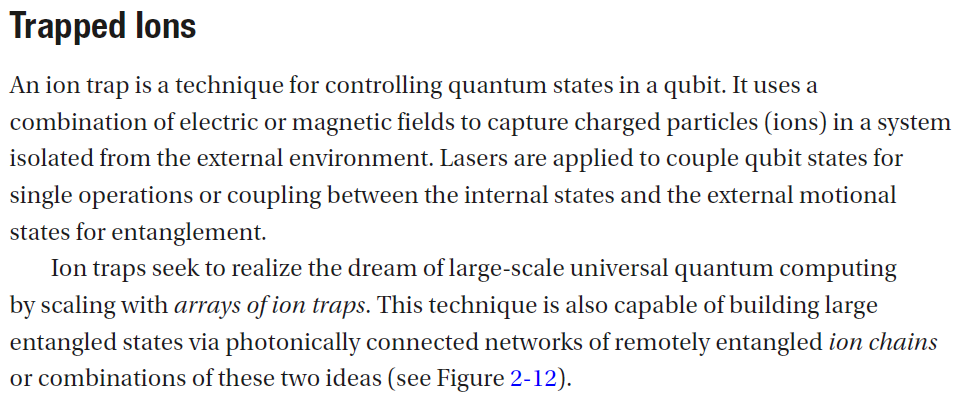 Trapped Ions
An ion trap is a technique for controlling quantum states in a qubit. It uses a
combination of electric or magnetic fields to capture charged particles (ions) in a system
isolated from the external environment. Lasers are applied to couple qubit states for
single operations or coupling between the internal states and the external motional
states for entanglement.
Ion traps seek to realize the dream of large-scale universal quantum computing
by scaling with arrays of ion traps. This technique is also capable of building large
entangled states via photonically connected networks of remotely entangled ion chains
or combinations of these two ideas (see Figure 2-12).